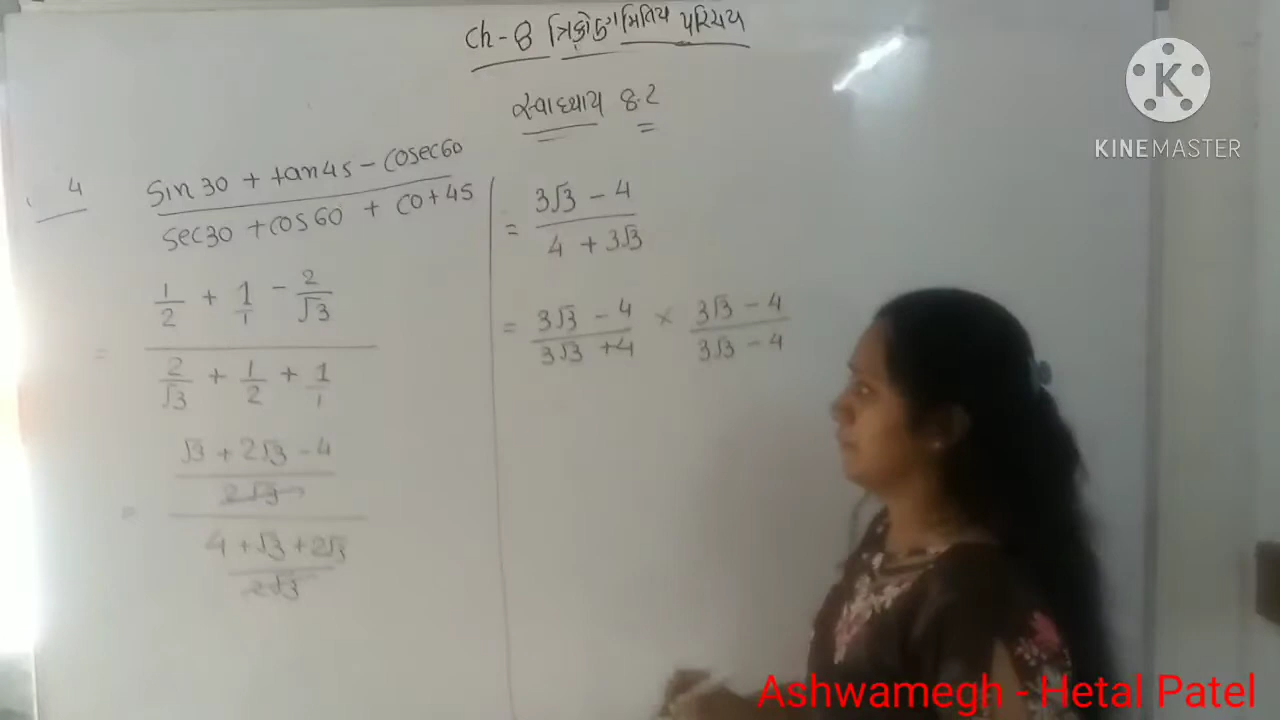 Ch-8 ત્રિકોણમિતિય પરિચય
સ્વાધ્યાય 8.2
K
KINEMASTER
4
sin 30 + tan 45 - cosec 60
sec 30 + cos 60 + cot 45
= 1/2 + 1/1 - 2/√3
2/√3 + 1/2 + 1/1
= √3 + 2√3 - 4
2√3
4 + √3 + 2√3
2√3
= 3√3 - 4
4 + 3√3
= 3√3 - 4 × 3√3 - 4
3√3 + 4 3√3 - 4
Ashwamegh - Hetal Patel